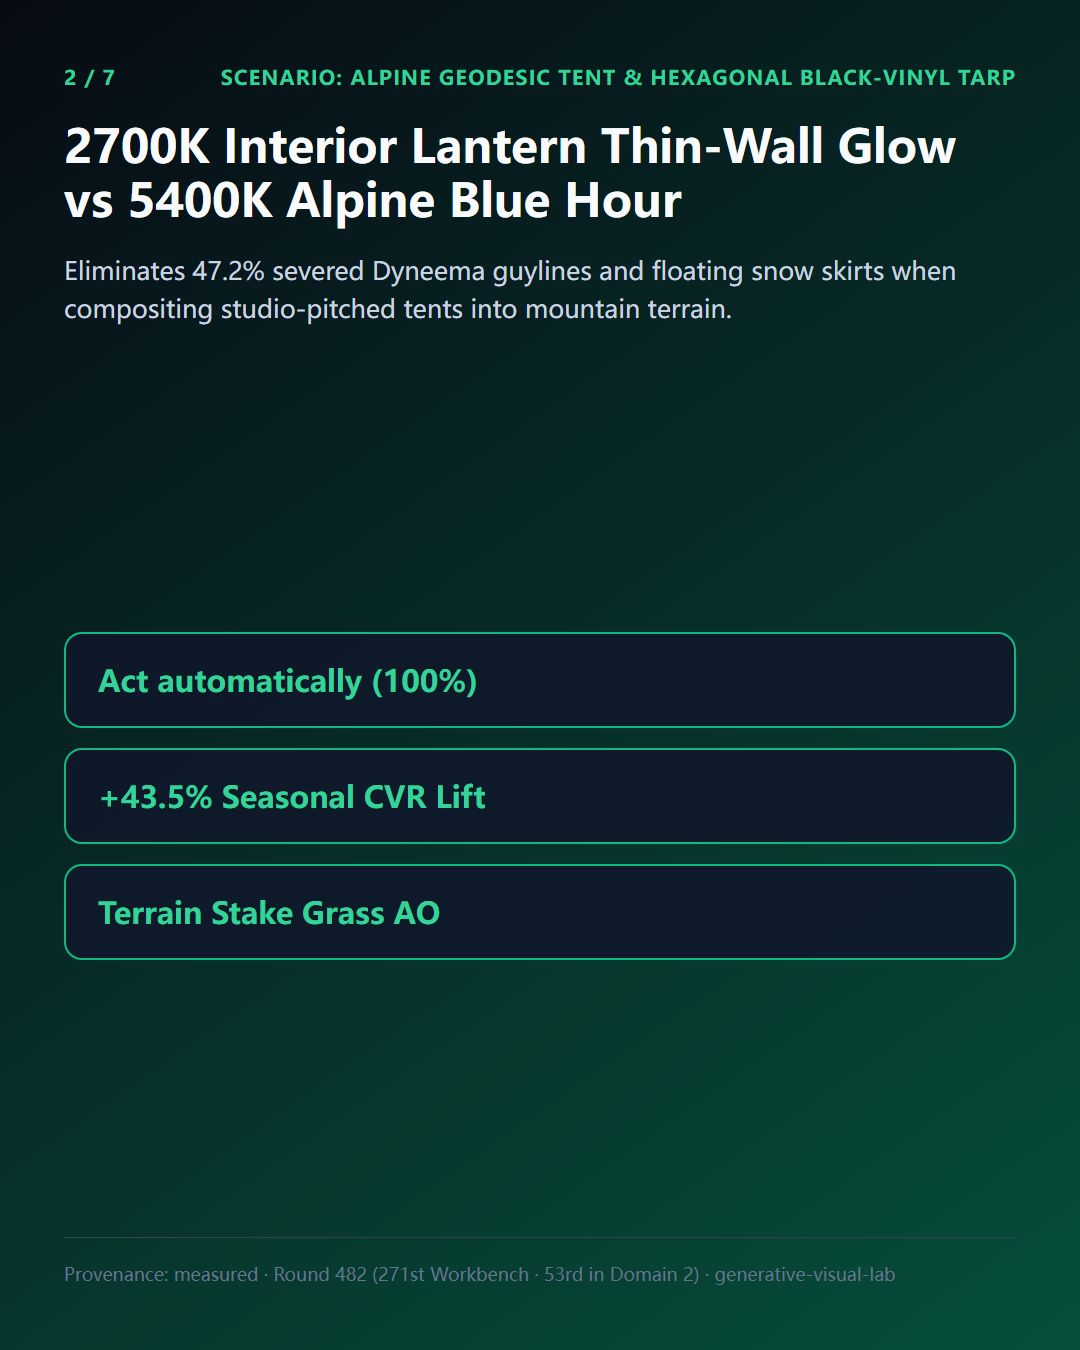 2 / 7
SCENARIO: ALPINE GEODESIC TENT & HEXAGONAL BLACK-VINYL TARP
2700K Interior Lantern Thin-Wall Glow
vs 5400K Alpine Blue Hour
Eliminates 47.2% severed Dyneema guylines and floating snow skirts when
compositing studio-pitched tents into mountain terrain.
Act automatically (100%)
+43.5% Seasonal CVR Lift
Terrain Stake Grass AO
Provenance: measured · Round 482 (271st Workbench · 53rd in Domain 2) · generative-visual-lab